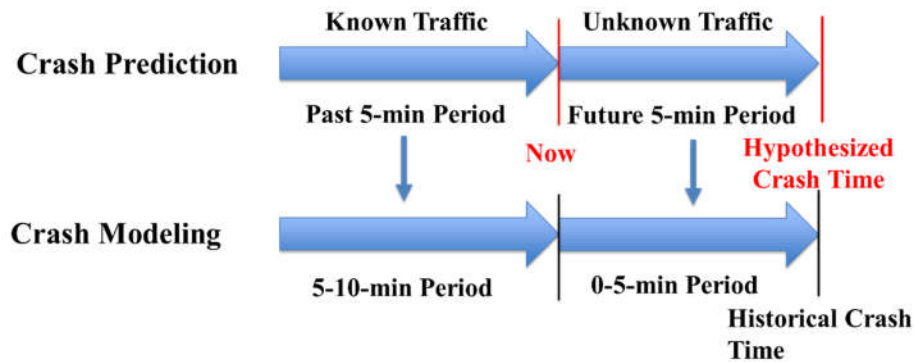 Known Traffic
Unknown Traffic
Crash Prediction
Past 5-min Period
Future 5-min Period
Now
Hypothesized
Crash Time
Crash Modeling
5-10-min Period
0-5-min Period
Historical Crash
Time